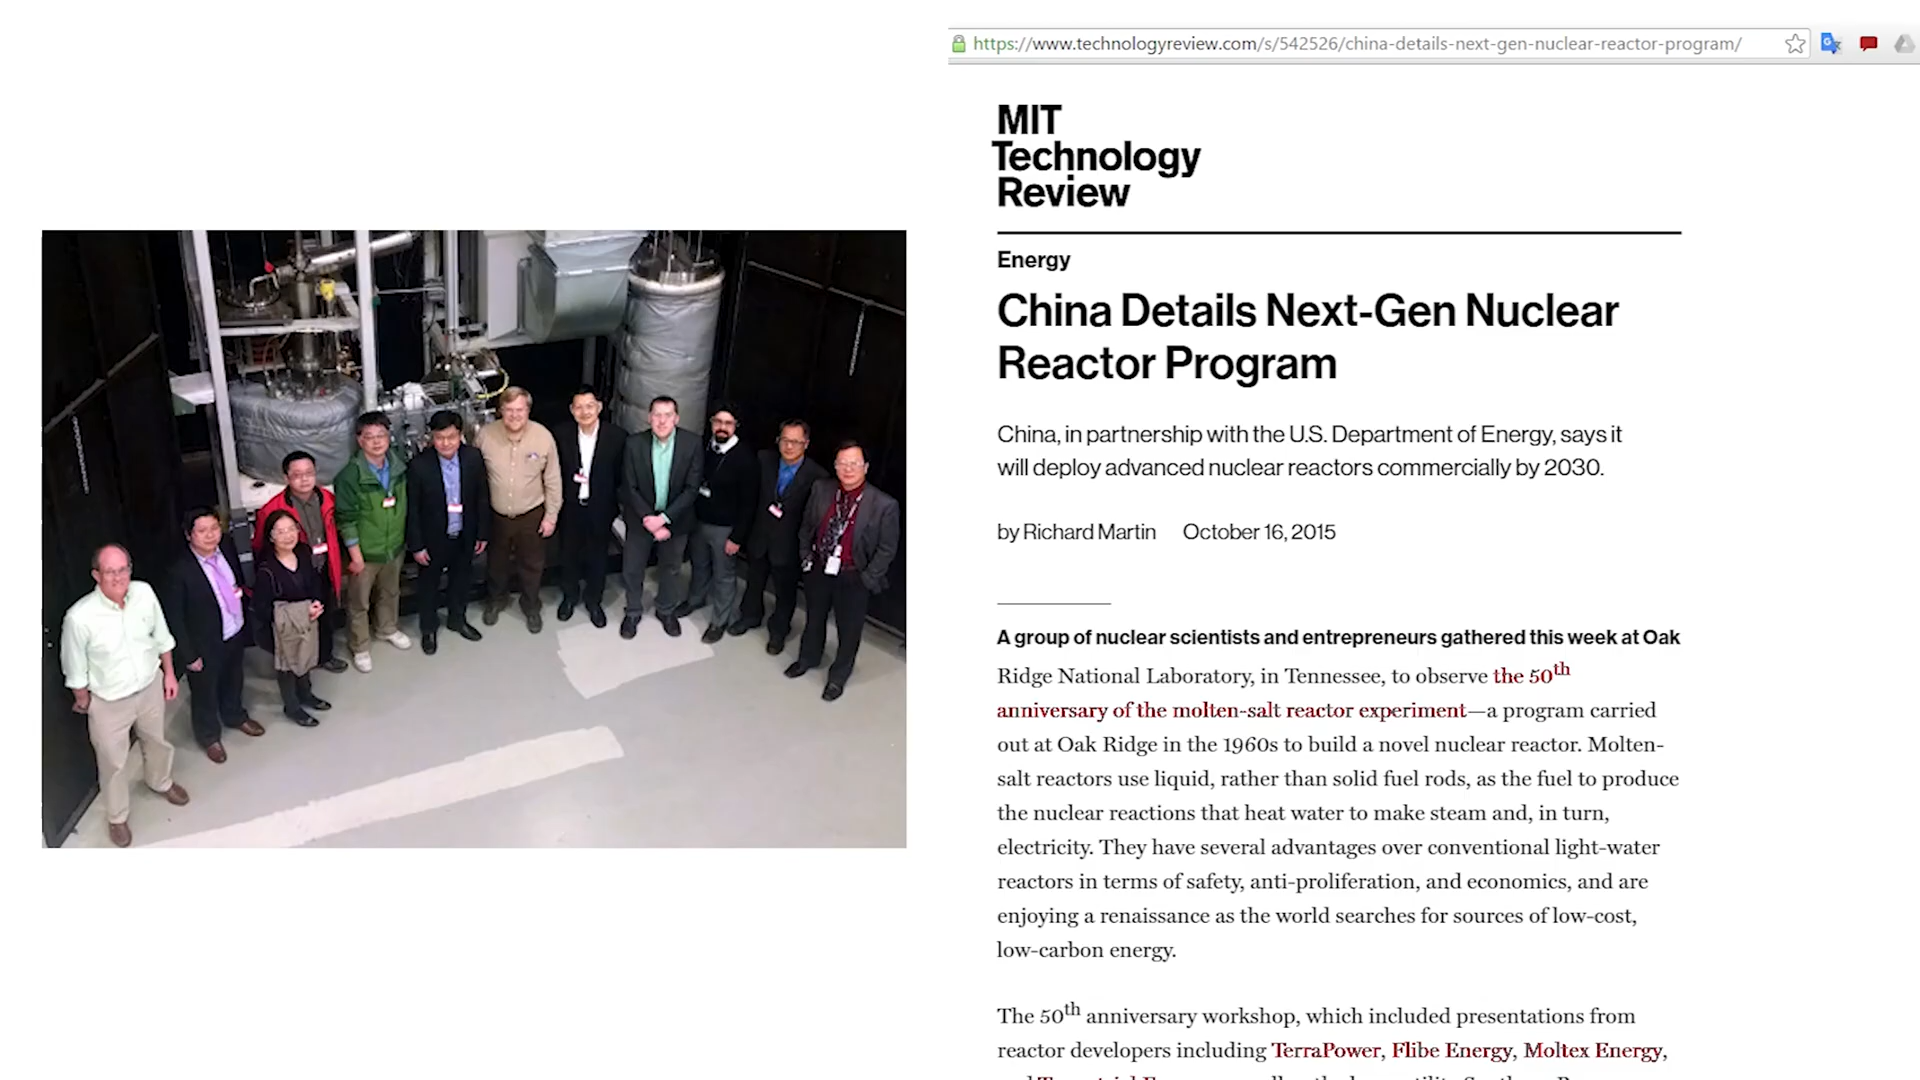 https://www.technologyreview.com/s/542526/china-details-next-gen-nuclear-reactor-program/
MIT
Technology
Review
Energy
China Details Next-Gen Nuclear
Reactor Program
China, in partnership with the U.S. Department of Energy, says it
will deploy advanced nuclear reactors commercially by 2030.
by Richard Martin October 16, 2015
A group of nuclear scientists and entrepreneurs gathered this week at Oak
Ridge National Laboratory, in Tennessee, to observe the 50th
anniversary of the molten-salt reactor experiment—a program carried
out at Oak Ridge in the 1960s to build a novel nuclear reactor. Molten-
salt reactors use liquid, rather than solid fuel rods, as the fuel to produce
the nuclear reactions that heat water to make steam and, in turn,
electricity. They have several advantages over conventional light-water
reactors in terms of safety, anti-proliferation, and economics, and are
enjoying a renaissance as the world searches for sources of low-cost,
low-carbon energy.
The 50th anniversary workshop, which included presentations from
reactor developers including TerraPower, Flibe Energy, Moltex Energy,